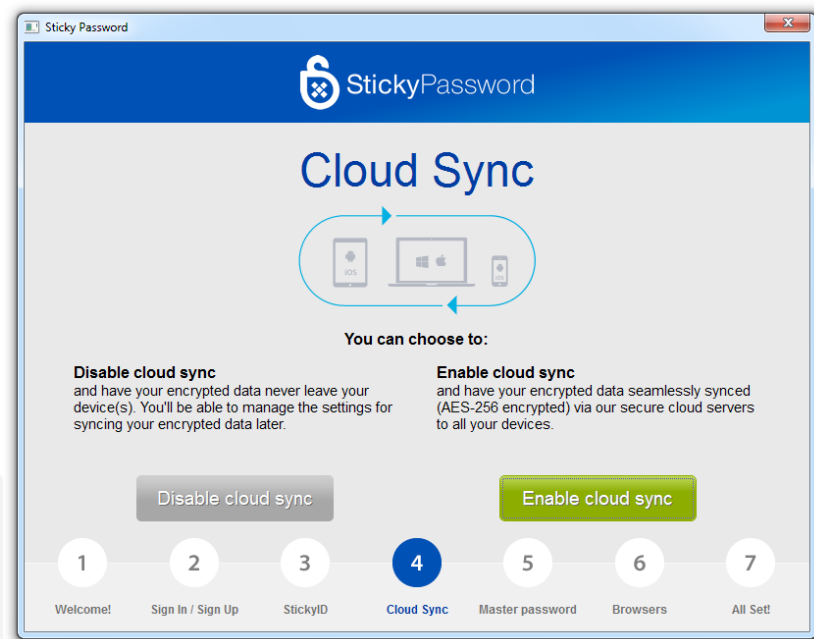 Sticky Password
StickyPassword
Cloud Sync
iOS
iOS
You can choose to:
Disable cloud sync
and have your encrypted data never leave your
device(s). You'll be able to manage the settings for
syncing your encrypted data later.
Enable cloud sync
and have your encrypted data seamlessly synced
(AES-256 encrypted) via our secure cloud servers
to all your devices.
Disable cloud sync
Enable cloud sync
1 2 3 4 5 6 7
Welcome! Sign In / Sign Up StickyID Cloud Sync Master password Browsers All Set!